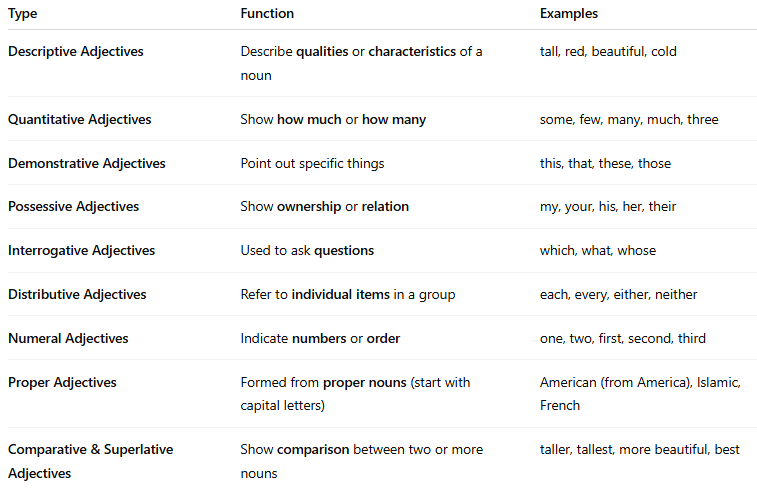 Type Function Examples
Descriptive Adjectives Describe qualities or characteristics of a tall, red, beautiful, cold
noun
Quantitative Adjectives Show how much or how many some, few, many, much, three
Demonstrative Adjectives Point out specific things this, that, these, those
Possessive Adjectives Show ownership or relation my, your, his, her, their
Interrogative Adjectives Used to ask questions which, what, whose
Distributive Adjectives Refer to individual items in a group each, every, either, neither
Numeral Adjectives Indicate numbers or order one, two, first, second, third
Proper Adjectives Formed from proper nouns (start with American (from America), Islamic,
capital letters) French
Comparative & Superlative Show comparison between two or more taller, tallest, more beautiful, best
Adjectives nouns